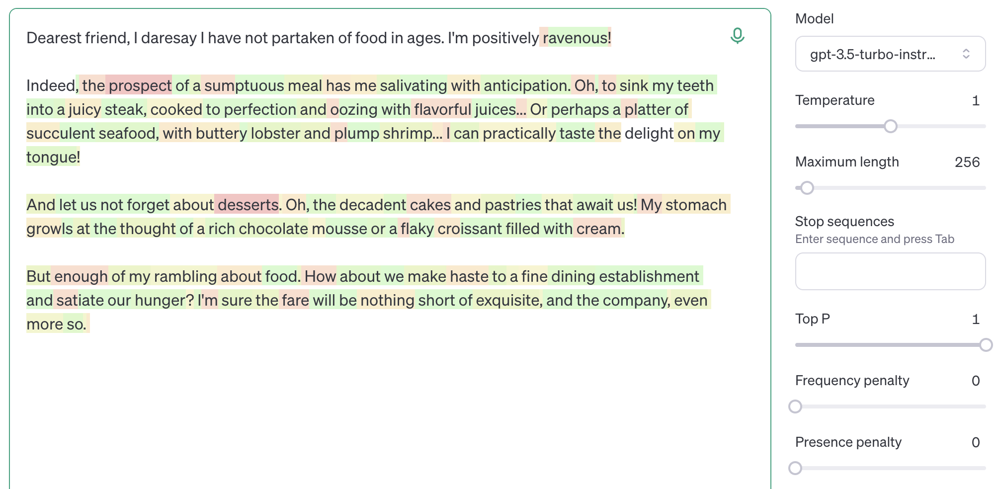 Dearest friend, I daresay I have not partaken of food in ages. I'm positively ravenous!
Indeed, the prospect of a sumptuous meal has me salivating with anticipation. Oh, to sink my teeth
into a juicy steak, cooked to perfection and oozing with flavorful juices... Or perhaps a platter of
succulent seafood, with buttery lobster and plump shrimp... I can practically taste the delight on my
tongue!
And let us not forget about desserts. Oh, the decadent cakes and pastries that await us! My stomach
growls at the thought of a rich chocolate mousse or a flaky croissant filled with cream.
But enough of my rambling about food. How about we make haste to a fine dining establishment
and satiate our hunger? I'm sure the fare will be nothing short of exquisite, and the company, even
more so.
Model
gpt-3.5-turbo-instr...
Temperature 1
Maximum length 256
Stop sequences
Enter sequence and press Tab
Top P 1
Frequency penalty 0
Presence penalty 0